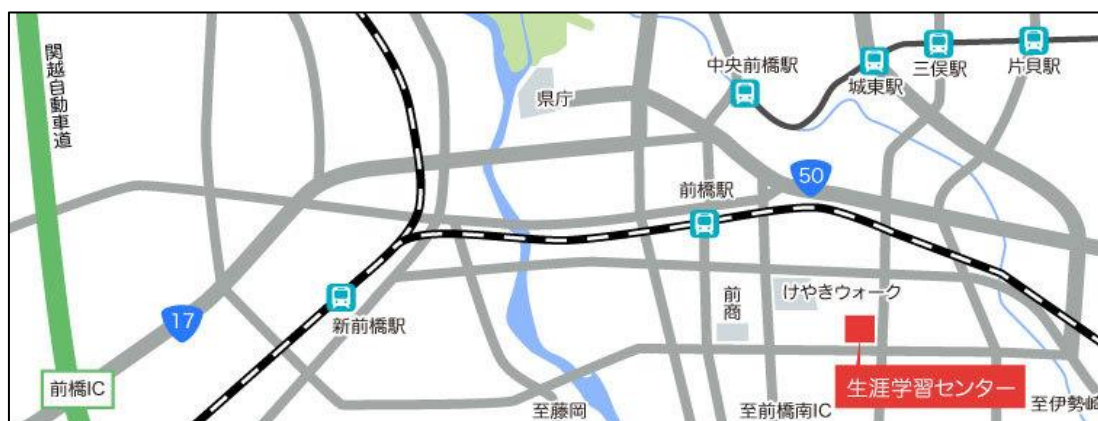 関越自動車道
県庁
中央前橋駅
城東駅
三俣駅
片貝駅
50
前橋駅
17
新前橋駅
前商
けやきウォーク
前橋IC
生涯学習センター
至藤岡
至前橋南IC
至伊勢崎